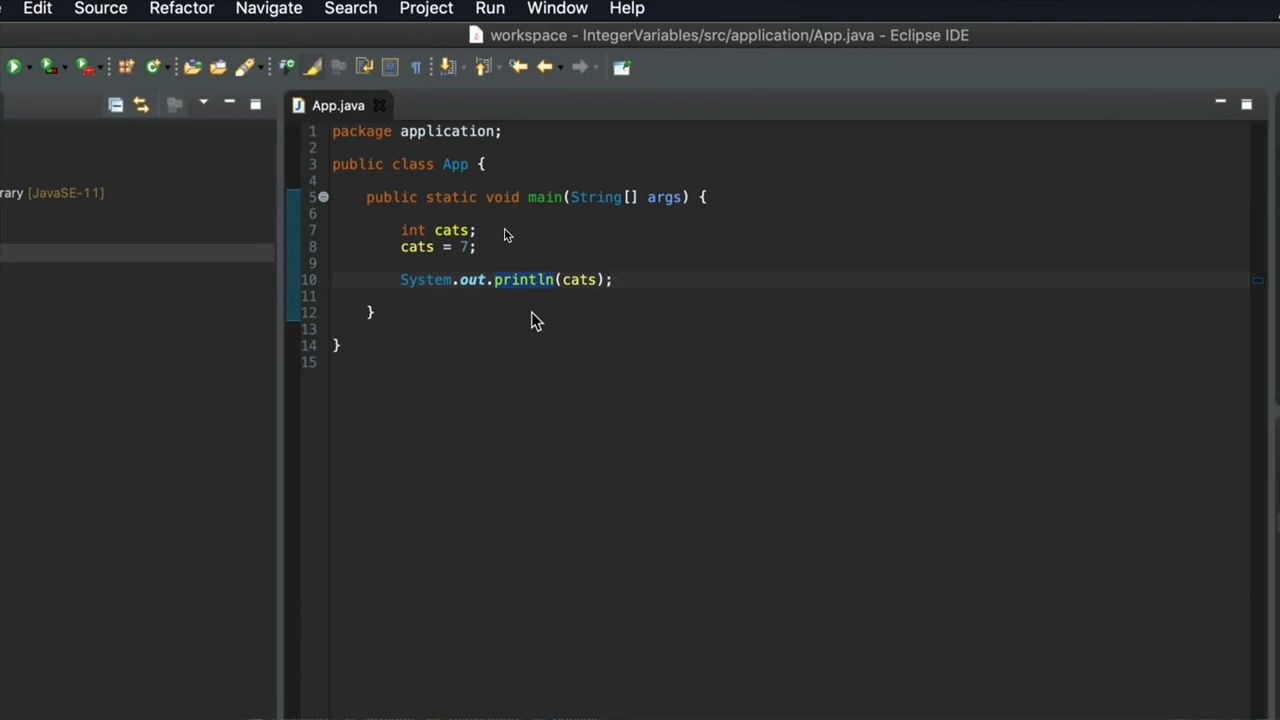 Edit Source Refactor Navigate Search Project Run Window Help
workspace - IntegerVariables/src/application/App.java - Eclipse IDE
App.java
rary [JavaSE-11]
1 package application;
2
3 public class App {
4
5 public static void main(String[] args) {
6
7 int cats;
8 cats = 7;
9
10 System.out.println(cats);
11
12 }
13
14 }
15